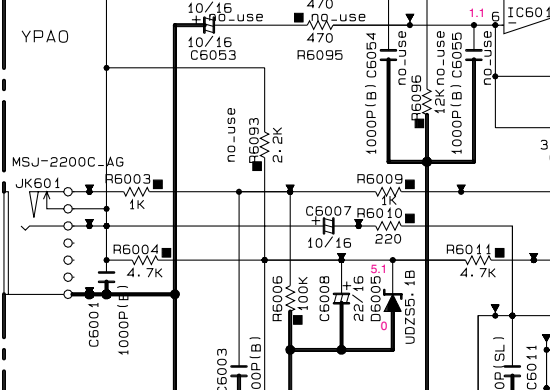 10/16
no_use
10/16
C6053
470
no_use
470
R6095
1.1
6
IC601
YPAO
1000P(B) C6054
no_use
R6096
12K
no_use
1000P(B) C6055
no_use
3
no_use
R6093
2.2K
MSJ-2200C_AG
JK601
R6003
1K
R6009
1K
C6007
10/16
R6010
220
R6004
4.7K
R6011
4.7K
5.1
R6006
100K
C6008
22/16
D6005
UDZS5.1B
0
C6001
1000P(B)
C6003
00P(B)
0P(SL)
C6011